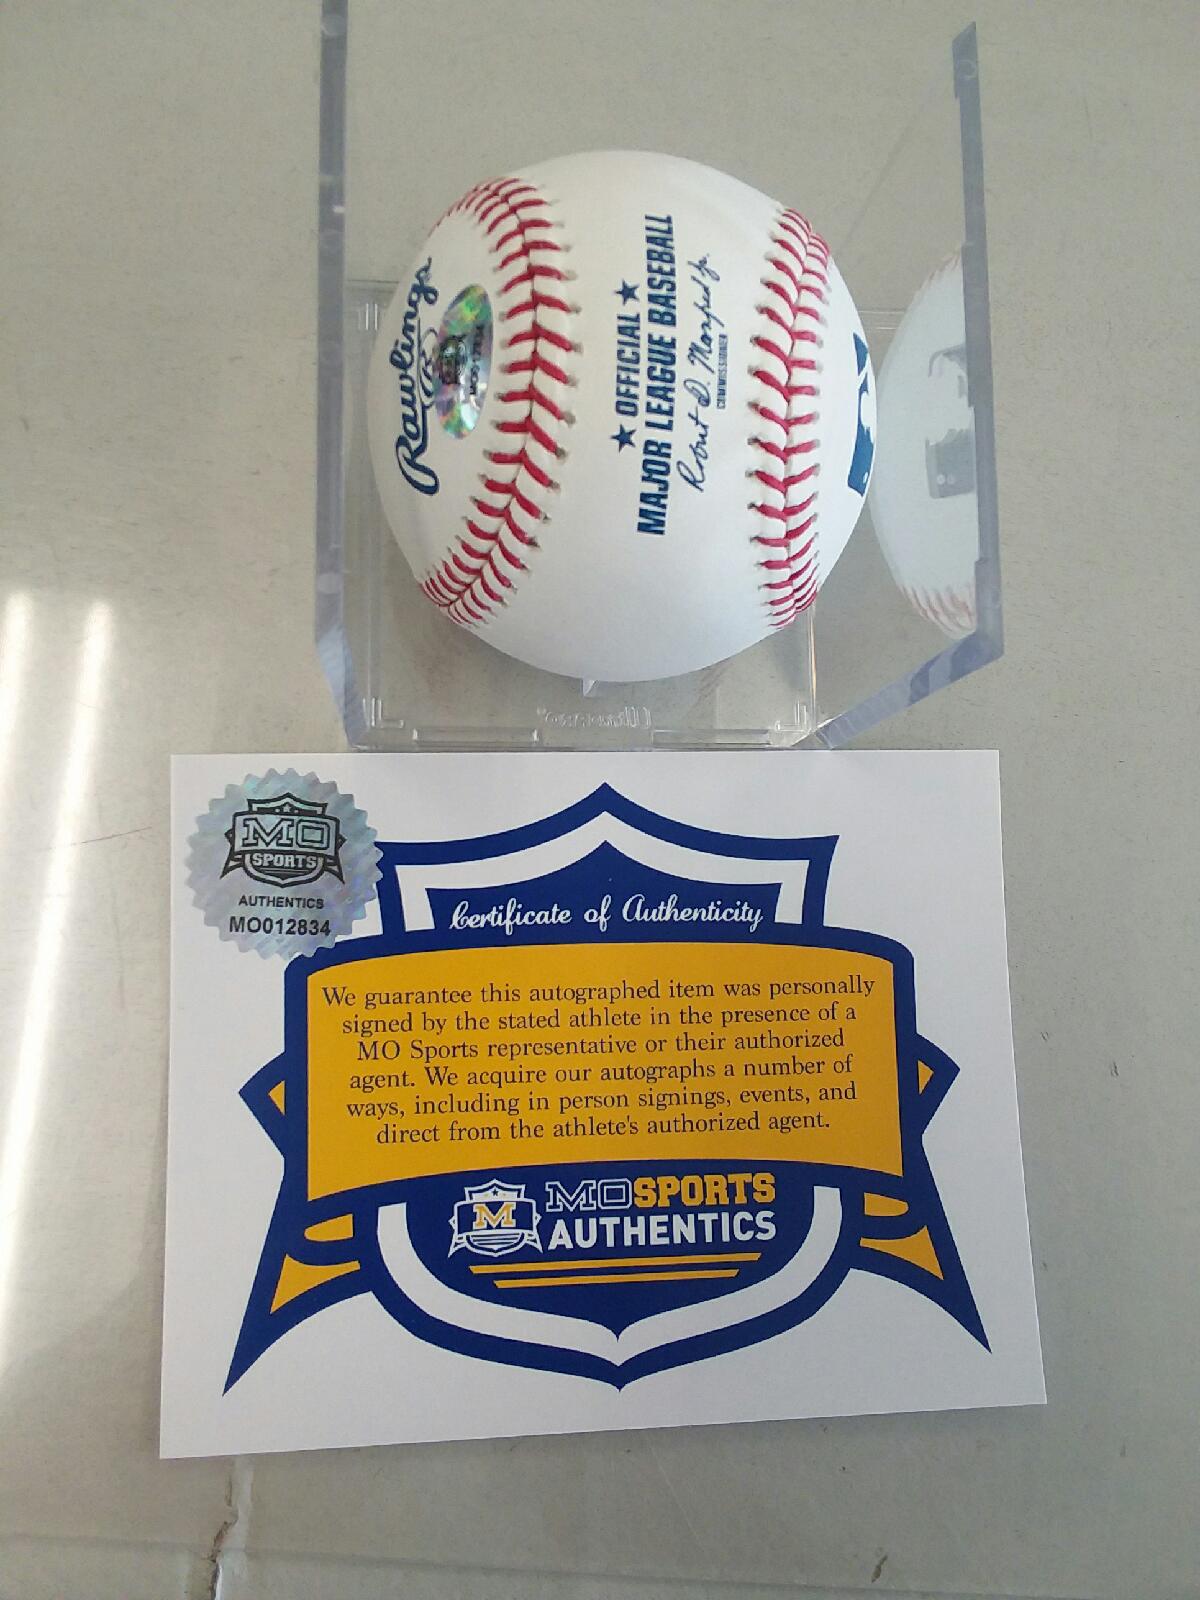 Rawlings
★ OFFICIAL ★
MAJOR LEAGUE BASEBALL
Robert D. Manfred Jr.
COMMISSIONER
MO
SPORTS
AUTHENTICS
MO012834
Certificate of Authenticity
We guarantee this autographed item was personally
signed by the stated athlete in the presence of a
MO Sports representative or their authorized
agent. We acquire our autographs a number of
ways, including in person signings, events, and
direct from the athlete's authorized agent.
M
MOSPORTS
AUTHENTICS